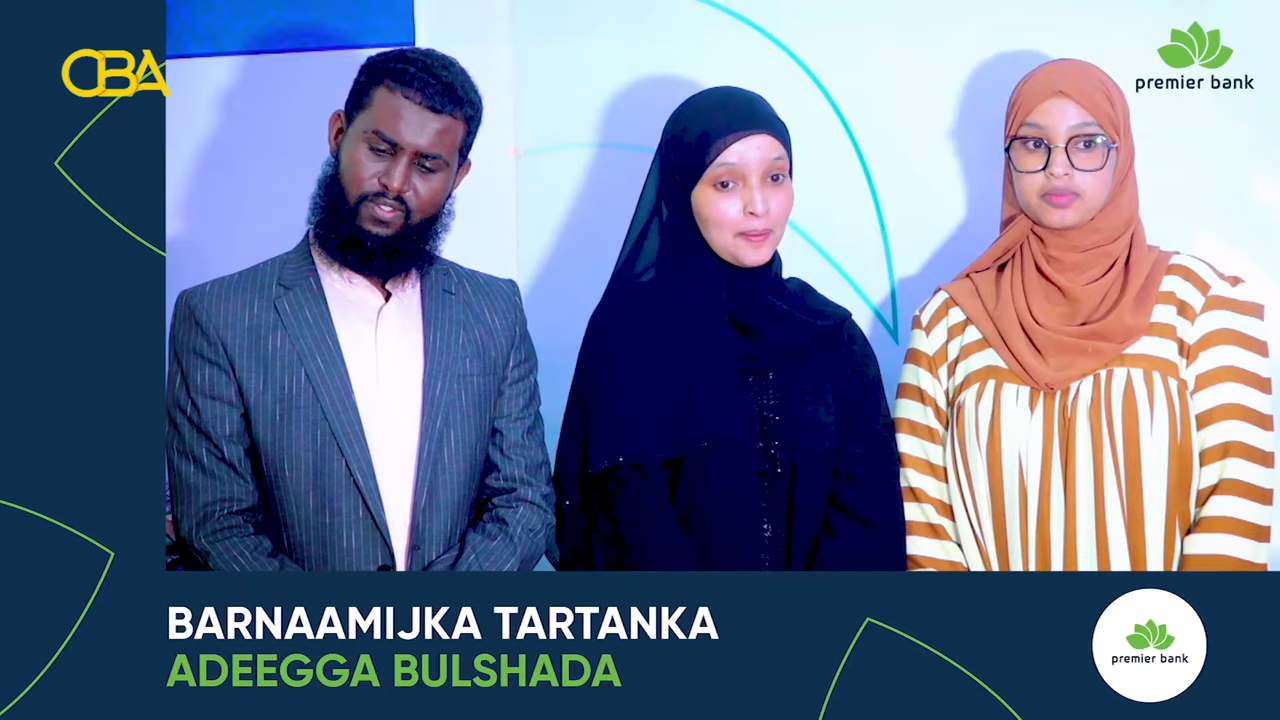 CBA
premier bank
BARNAAMIJKA TARTANKA
ADEEGGA BULSHADA
premier bank